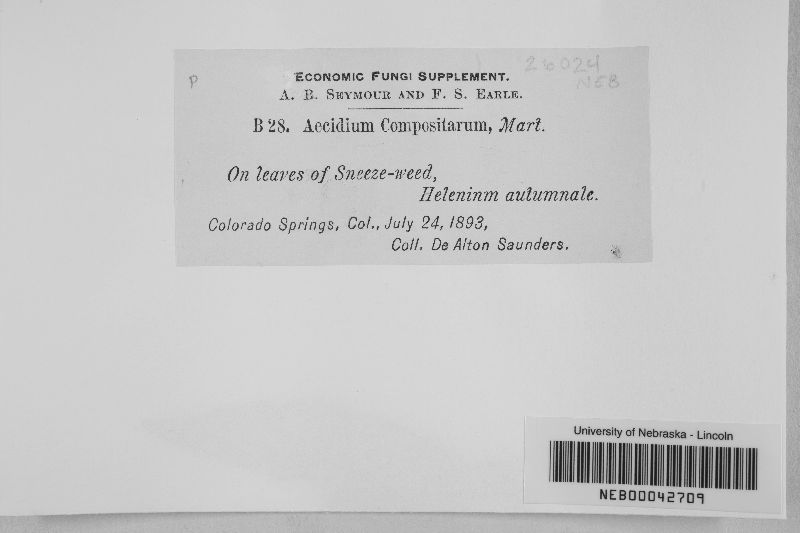 P
26024
NEB
ECONOMIC FUNGI SUPPLEMENT.
A. B. SEYMOUR AND F. S. EARLE.
B 28. Aecidium Compositarum, Mart.
On leaves of Sneeze-weed,
Heleninm autumnale.
Colorado Springs, Col., July 24, 1893,
Coll. De Alton Saunders.
University of Nebraska - Lincoln
NEB00042709